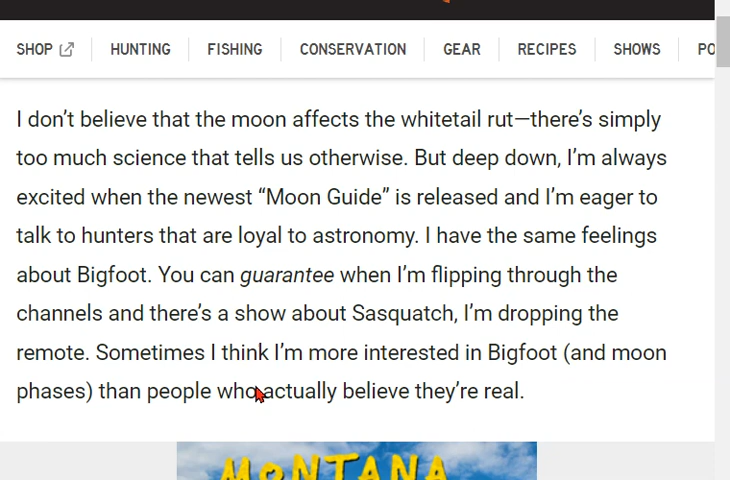 SHOP HUNTING FISHING CONSERVATION GEAR RECIPES SHOWS PO
I don’t believe that the moon affects the whitetail rut—there’s simply
too much science that tells us otherwise. But deep down, I’m always
excited when the newest “Moon Guide” is released and I’m eager to
talk to hunters that are loyal to astronomy. I have the same feelings
about Bigfoot. You can guarantee when I’m flipping through the
channels and there’s a show about Sasquatch, I’m dropping the
remote. Sometimes I think I’m more interested in Bigfoot (and moon
phases) than people who actually believe they’re real.
MONTANA